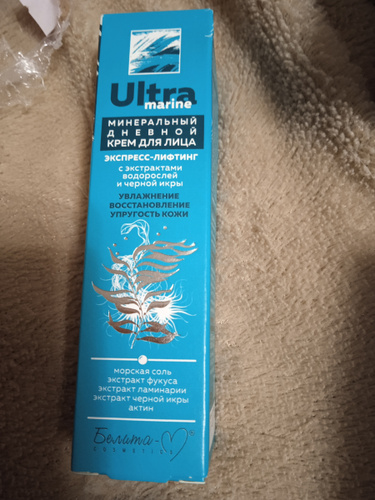 Ultra
marine
МИНЕРАЛЬНЫЙ
ДНЕВНОЙ
КРЕМ ДЛЯ ЛИЦА
ЭКСПРЕСС-ЛИФТИНГ
с экстрактами
водорослей
и черной икры
УВЛАЖНЕНИЕ
ВОССТАНОВЛЕНИЕ
УПРУГОСТЬ КОЖИ
морская соль
экстракт фукуса
экстракт ламинарии
экстракт черной икры
актин
Белита-М
COSMETICS